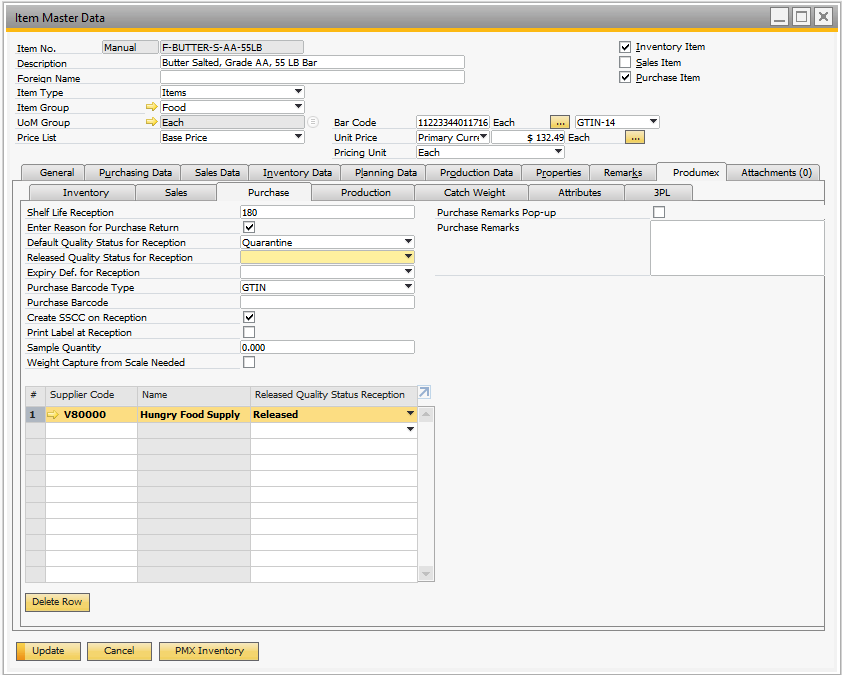 Item Master Data
Item No. Manual F-BUTTER-S-AA-55LB
Inventory Item
Description Butter Salted, Grade AA, 55 LB Bar
Sales Item
Foreign Name
Purchase Item
Item Type Items
Item Group Food
UoM Group Each
Bar Code 11223344011716 Each ... GTIN-14
Price List Base Price
Unit Price Primary Curre $ 132.49 Each ...
Pricing Unit Each
General Purchasing Data Sales Data Inventory Data Planning Data Production Data Properties Remarks Produmex Attachments (0)
Inventory Sales Purchase Production Catch Weight Attributes 3PL
Shelf Life Reception 180
Purchase Remarks Pop-up
Enter Reason for Purchase Return
Purchase Remarks
Default Quality Status for Reception Quarantine
Released Quality Status for Reception
Expiry Def. for Reception
Purchase Barcode Type GTIN
Purchase Barcode
Create SSCC on Reception
Print Label at Reception
Sample Quantity 0.000
Weight Capture from Scale Needed
# Supplier Code Name Released Quality Status Reception
1 V80000 Hungry Food Supply Released
Delete Row
Update Cancel PMX Inventory